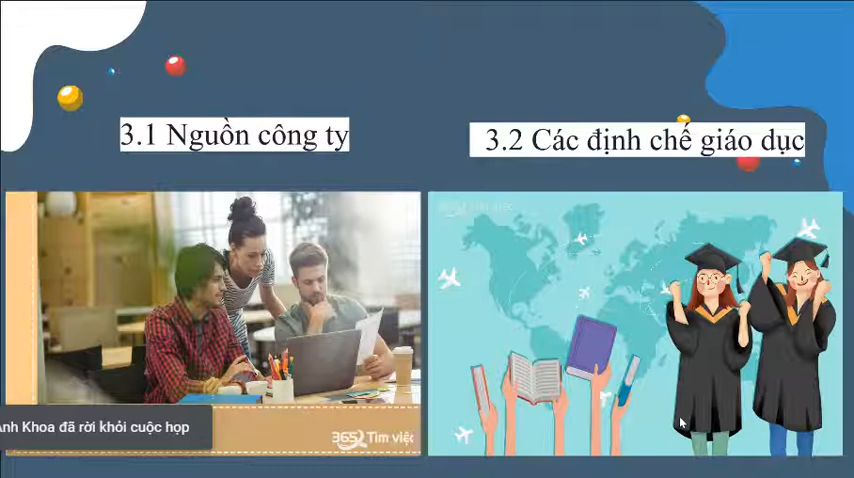 3.1 Nguồn công ty
3.2 Các định chế giáo dục
Anh Khoa đã rời khỏi cuộc họp
365 Tìm việc